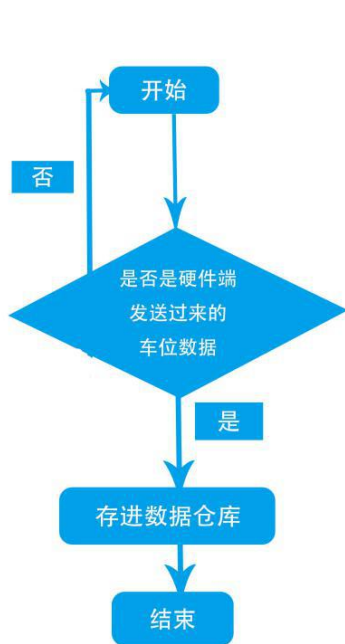 开始
否
是否是硬件端
发送过来的
车位数据
是
存进数据仓库
结束